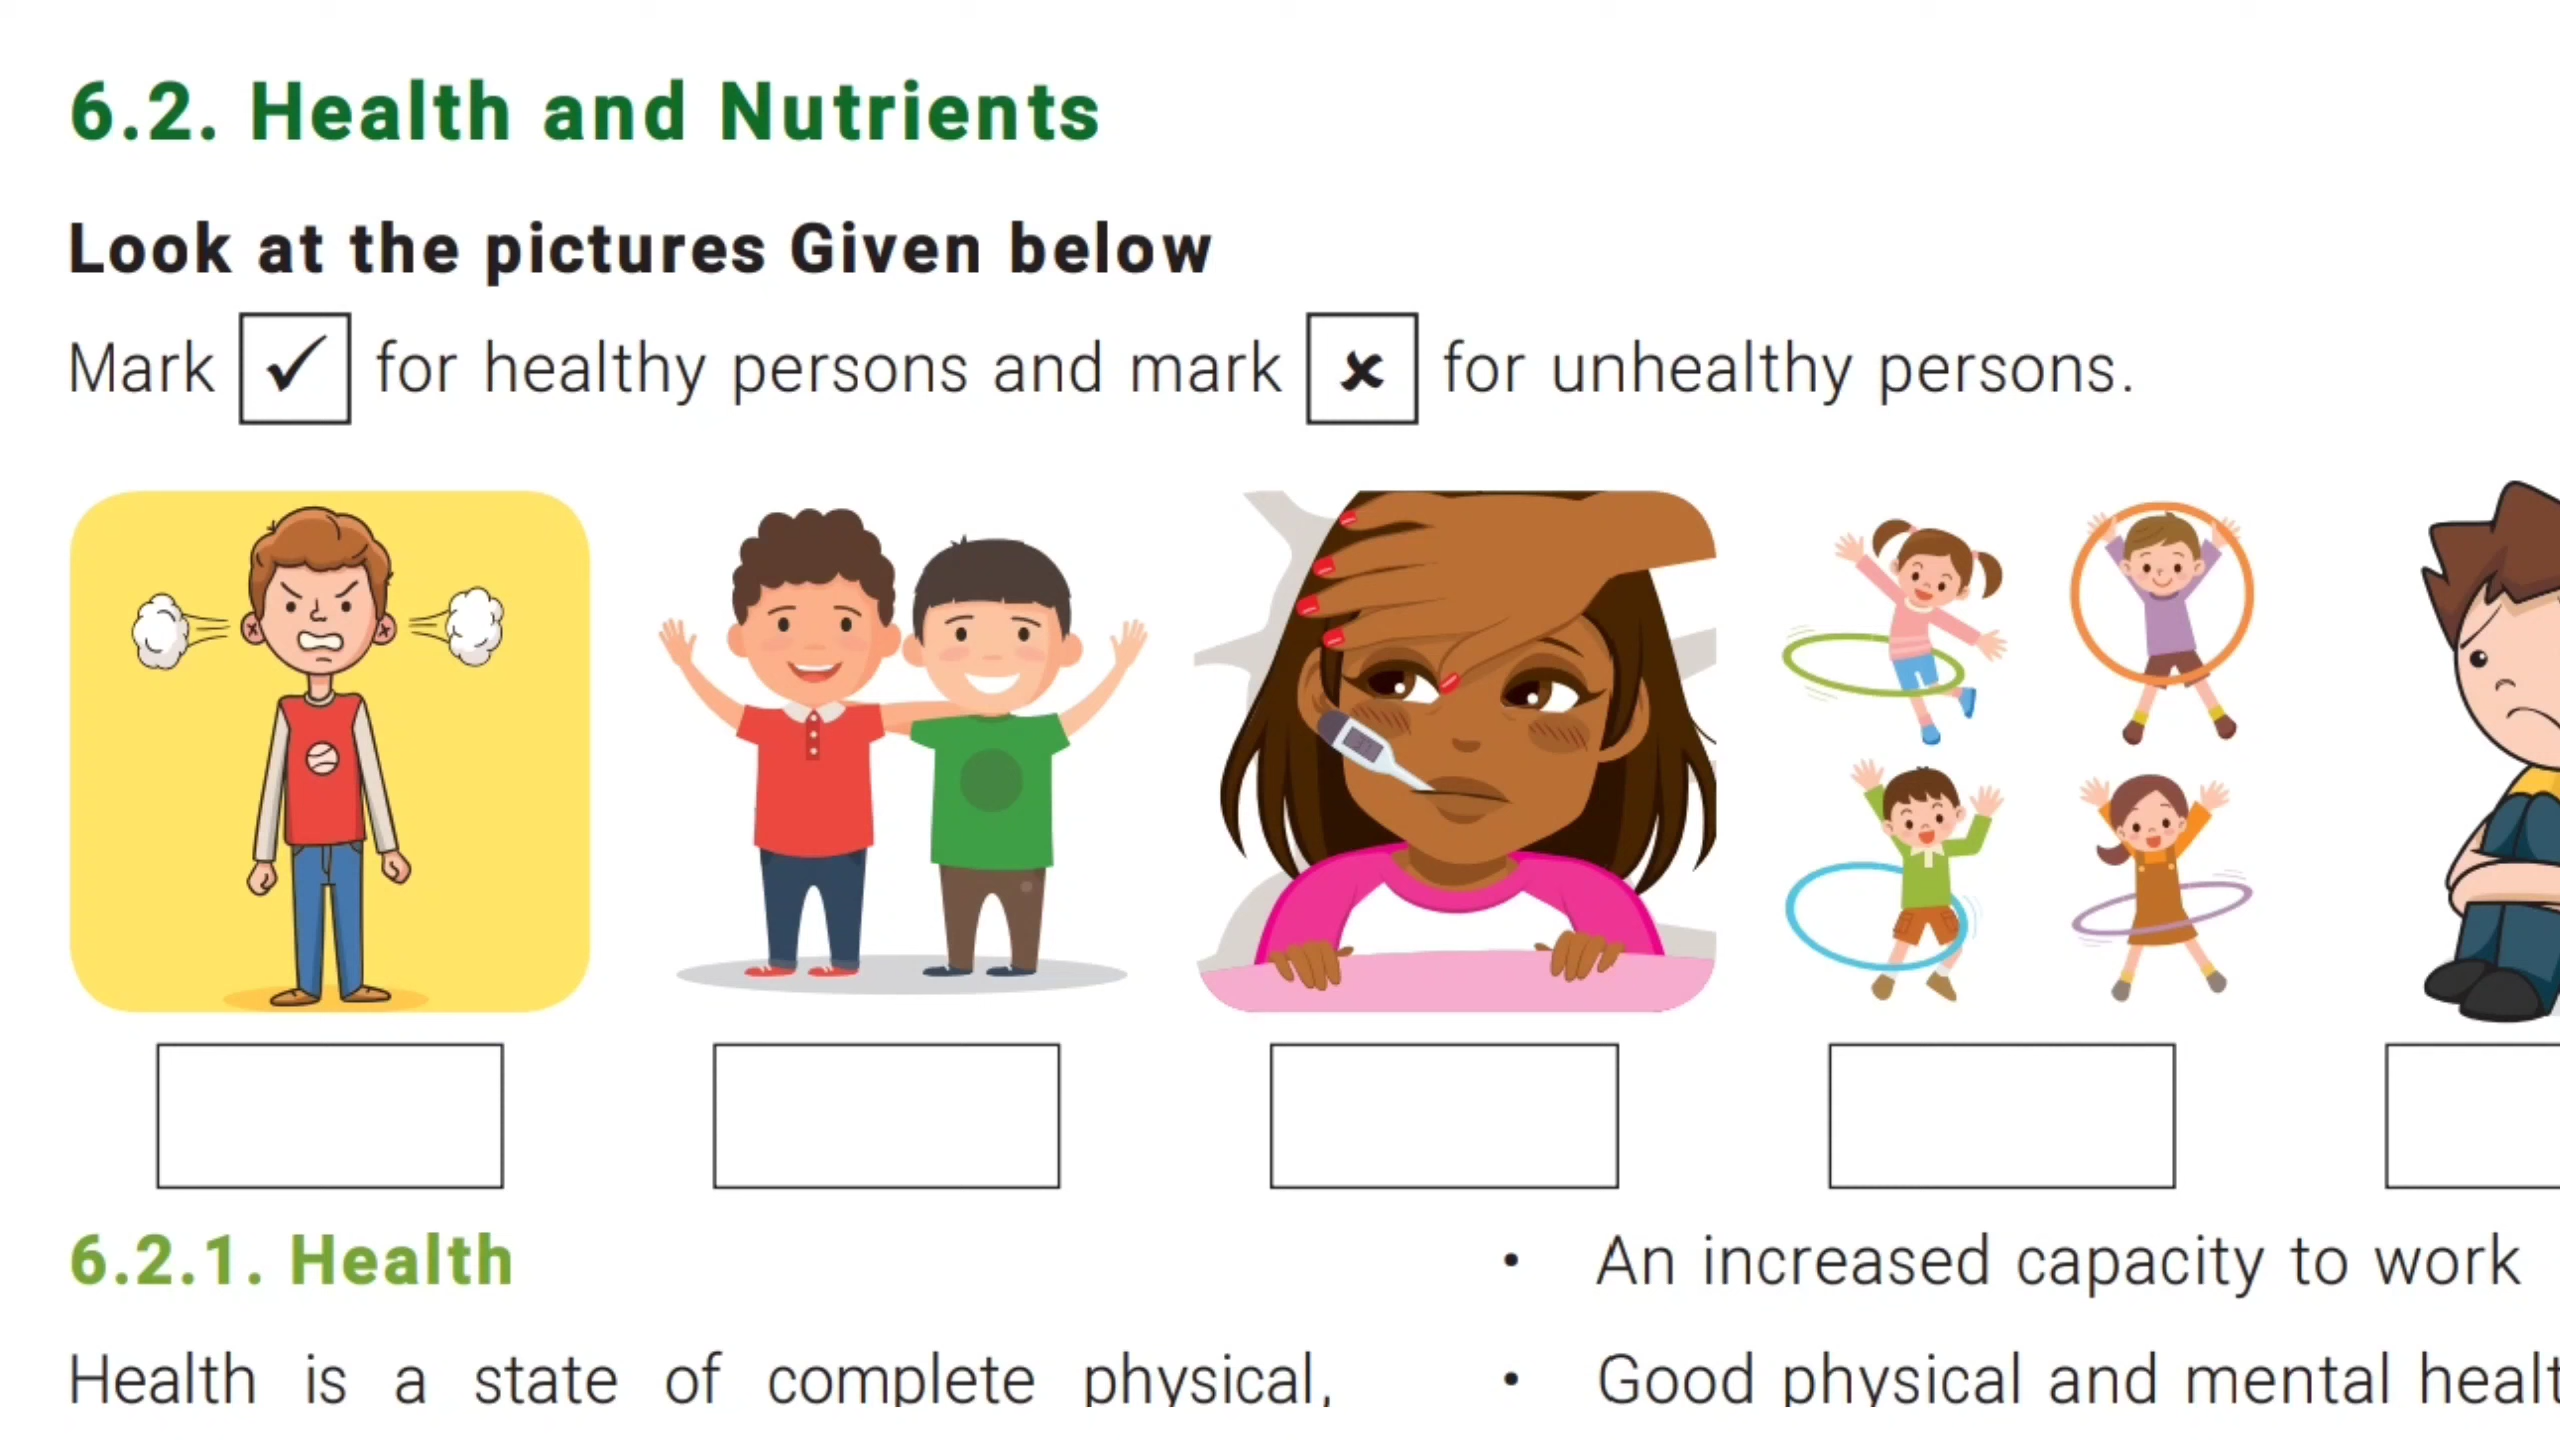 6.2. Health and Nutrients
Look at the pictures Given below
Mark ✓ for healthy persons and mark ✗ for unhealthy persons.
6.2.1. Health
Health is a state of complete physical,
• An increased capacity to work
• Good physical and mental healt